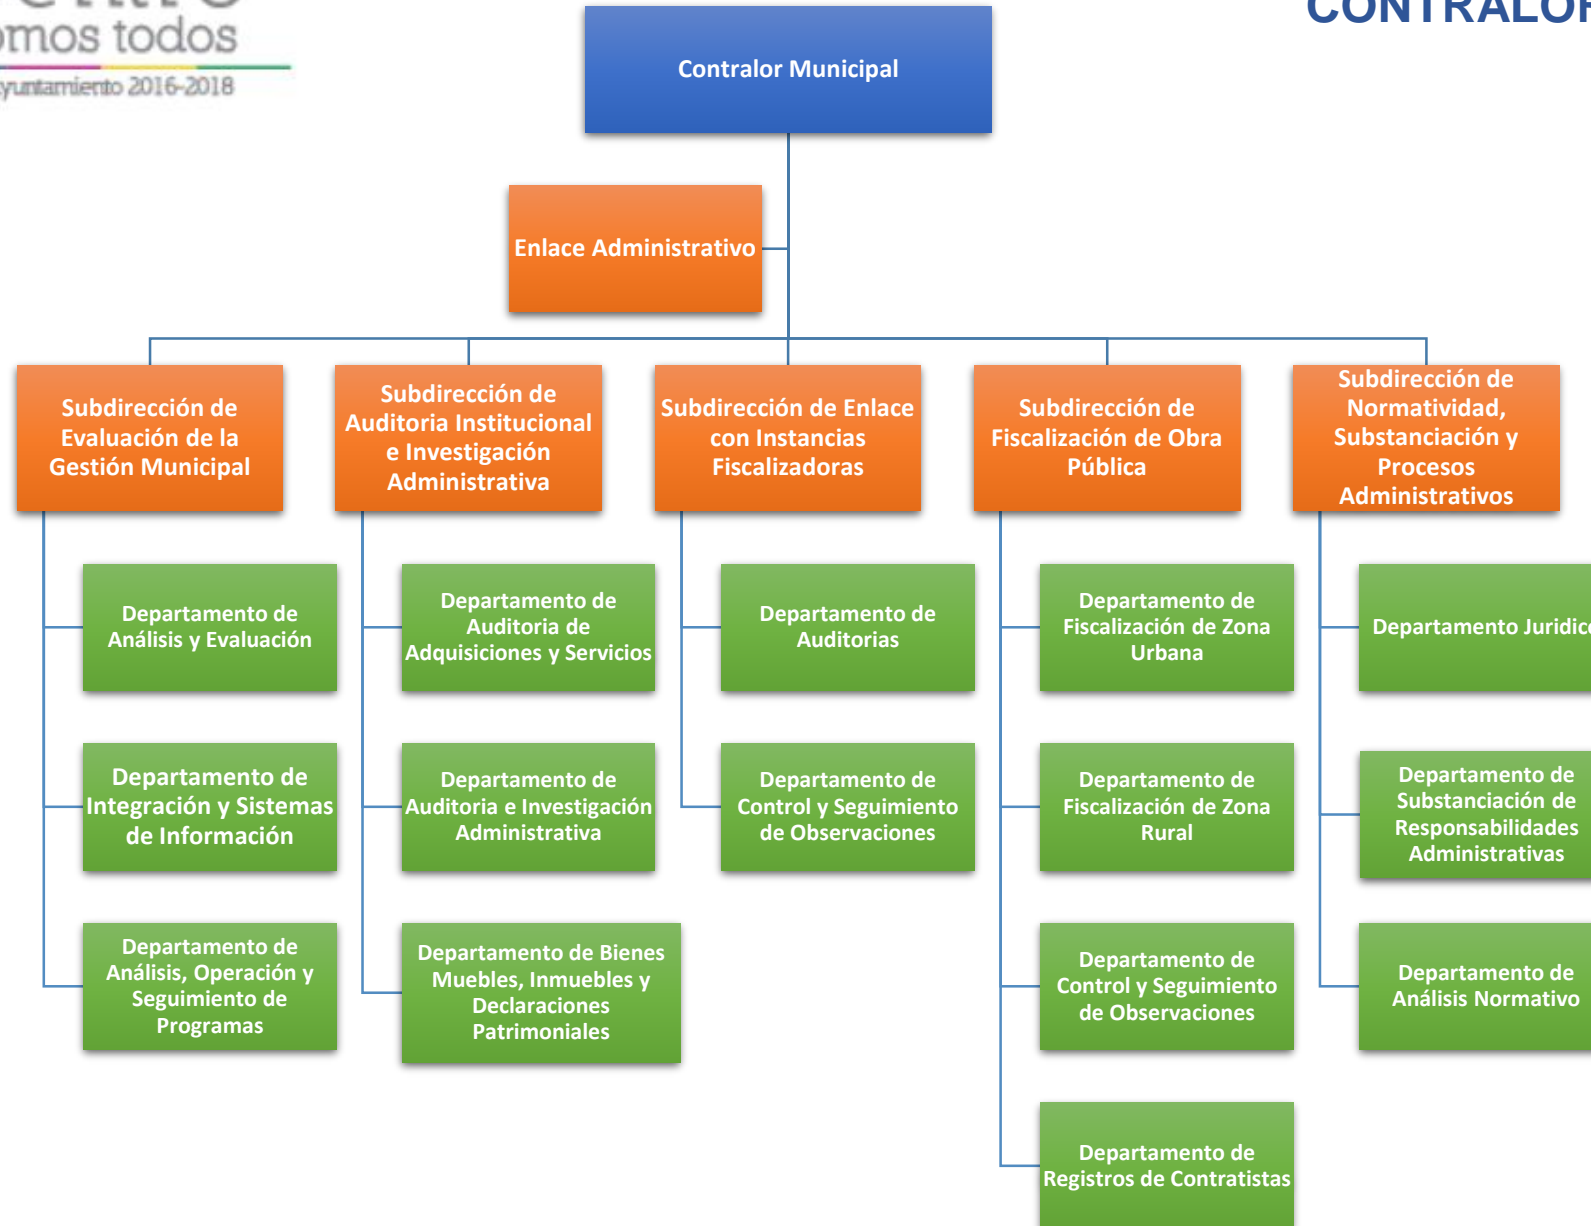 omos todos
yuntamiento 2016-2018
CONTRALOR
Contralor Municipal
Enlace Administrativo
Subdirección de
Evaluación de la
Gestión Municipal
Subdirección de
Auditoria Institucional
e Investigación
Administrativa
Subdirección de Enlace
con Instancias
Fiscalizadoras
Subdirección de
Fiscalización de Obra
Pública
Subdirección de
Normatividad,
Substanciación y
Procesos
Administrativos
Departamento de
Análisis y Evaluación
Departamento de
Auditoria de
Adquisiciones y Servicios
Departamento de
Auditorias
Departamento de
Fiscalización de Zona
Urbana
Departamento Juridico
Departamento de
Integración y Sistemas
de Información
Departamento de
Auditoria e Investigación
Administrativa
Departamento de
Control y Seguimiento
de Observaciones
Departamento de
Fiscalización de Zona
Rural
Departamento de
Substanciación de
Responsabilidades
Administrativas
Departamento de
Análisis, Operación y
Seguimiento de
Programas
Departamento de Bienes
Muebles, Inmuebles y
Declaraciones
Patrimoniales
Departamento de
Control y Seguimiento
de Observaciones
Departamento de
Análisis Normativo
Departamento de
Registros de Contratistas